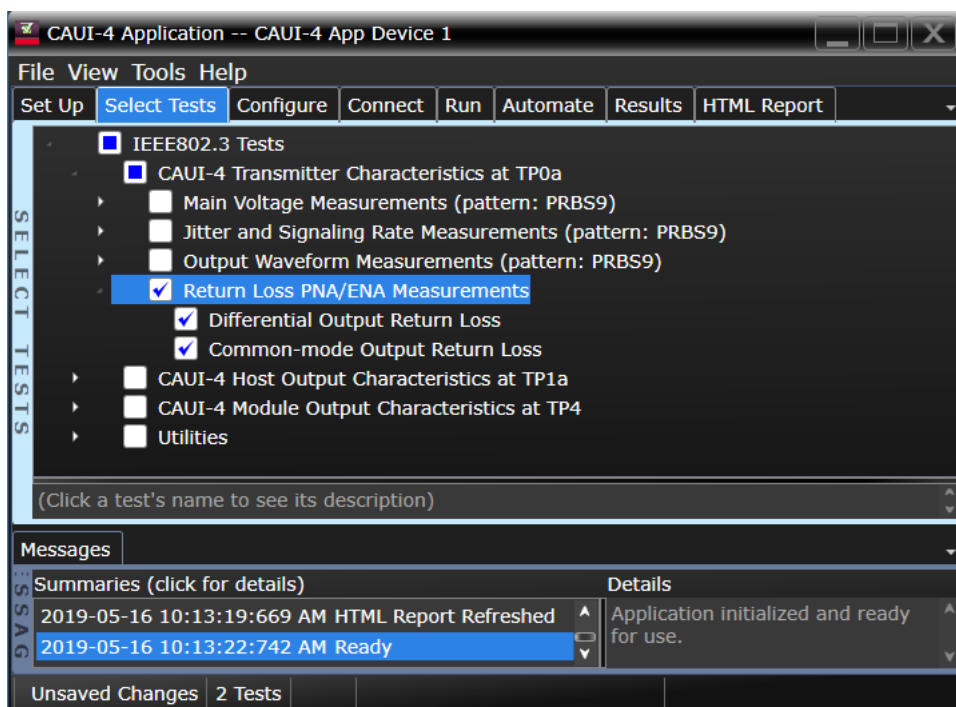 CAUI-4 Application -- CAUI-4 App Device 1
File View Tools Help
Set Up Select Tests Configure Connect Run Automate Results HTML Report
IEEE802.3 Tests
CAUI-4 Transmitter Characteristics at TP0a
Main Voltage Measurements (pattern: PRBS9)
Jitter and Signaling Rate Measurements (pattern: PRBS9)
Output Waveform Measurements (pattern: PRBS9)
Return Loss PNA/ENA Measurements
Differential Output Return Loss
Common-mode Output Return Loss
CAUI-4 Host Output Characteristics at TP1a
CAUI-4 Module Output Characteristics at TP4
Utilities
SELECT TESTS
(Click a test's name to see its description)
Messages
Summaries (click for details) Details
2019-05-16 10:13:19:669 AM HTML Report Refreshed
2019-05-16 10:13:22:742 AM Ready
Application initialized and ready
for use.
Unsaved Changes 2 Tests